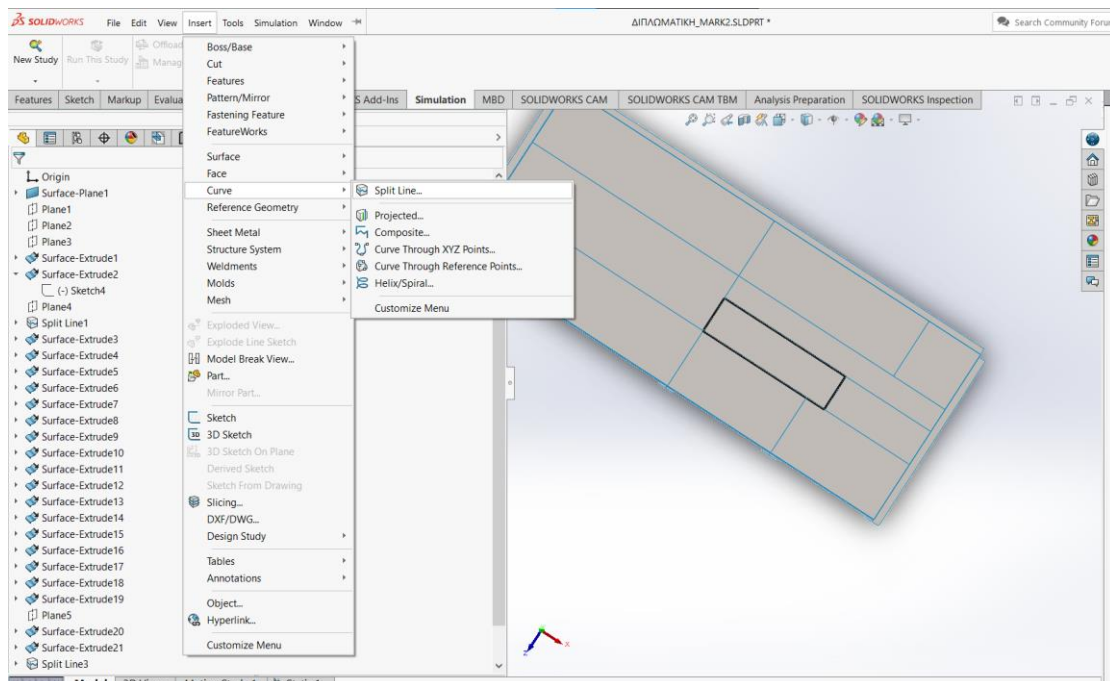 SOLIDWORKS File Edit View Insert Tools Simulation Window
ΔΙΠΛΩΜΑΤΙΚΗ_MARK2.SLDPRT *
Search Community Foru
New Study
Run This Study
Offload
Manag
Features Sketch Markup Evalua
S Add-Ins Simulation MBD SOLIDWORKS CAM SOLIDWORKS CAM TBM Analysis Preparation SOLIDWORKS Inspection
Origin
Surface-Plane1
Plane1
Plane2
Plane3
Surface-Extrude1
Surface-Extrude2
(-) Sketch4
Plane4
Split Line1
Surface-Extrude3
Surface-Extrude4
Surface-Extrude5
Surface-Extrude6
Surface-Extrude7
Surface-Extrude8
Surface-Extrude9
Surface-Extrude10
Surface-Extrude11
Surface-Extrude12
Surface-Extrude13
Surface-Extrude14
Surface-Extrude15
Surface-Extrude16
Surface-Extrude17
Surface-Extrude18
Surface-Extrude19
Plane5
Surface-Extrude20
Surface-Extrude21
Split Line3
Boss/Base
Cut
Features
Pattern/Mirror
Fastening Feature
FeatureWorks
Surface
Face
Curve
Reference Geometry
Sheet Metal
Structure System
Weldments
Molds
Mesh
Exploded View...
Explode Line Sketch
Model Break View...
Part...
Mirror Part...
Sketch
3D Sketch
3D Sketch On Plane
Derived Sketch
Sketch From Drawing
Slicing...
DXF/DWG...
Design Study
Tables
Annotations
Object...
Hyperlink...
Customize Menu
Split Line...
Projected...
Composite...
Curve Through XYZ Points...
Curve Through Reference Points...
Helix/Spiral...
Customize Menu
x
z